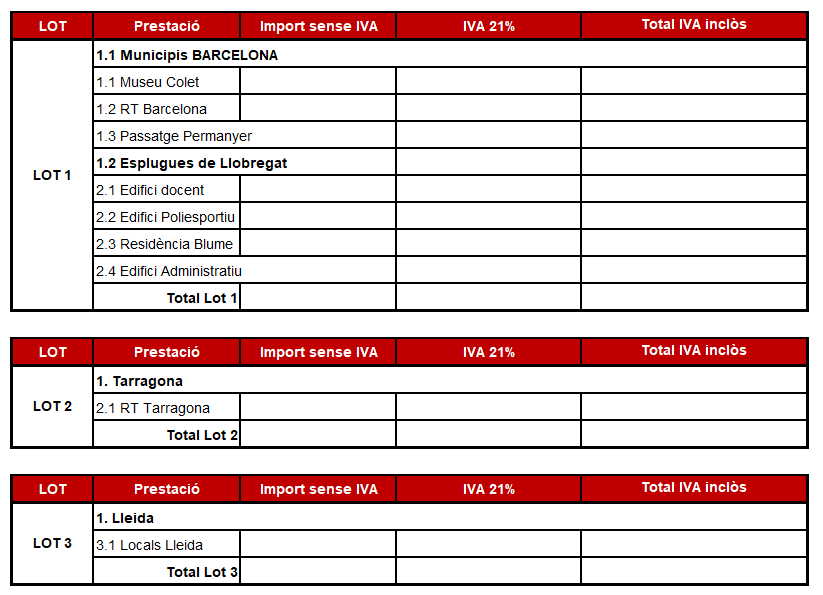 LOT Prestació Import sense IVA IVA 21% Total IVA inclòs
1.1 Municipis BARCELONA
1.1 Museu Colet
1.2 RT Barcelona
1.3 Passatge Permanyer
1.2 Esplugues de Llobregat
LOT 1
2.1 Edifici docent
2.2 Edifici Poliesportiu
2.3 Residència Blume
2.4 Edifici Administratiu
Total Lot 1
LOT Prestació Import sense IVA IVA 21% Total IVA inclòs
1. Tarragona
LOT 2
2.1 RT Tarragona
Total Lot 2
LOT Prestació Import sense IVA IVA 21% Total IVA inclòs
1. Lleida
LOT 3
3.1 Locals Lleida
Total Lot 3